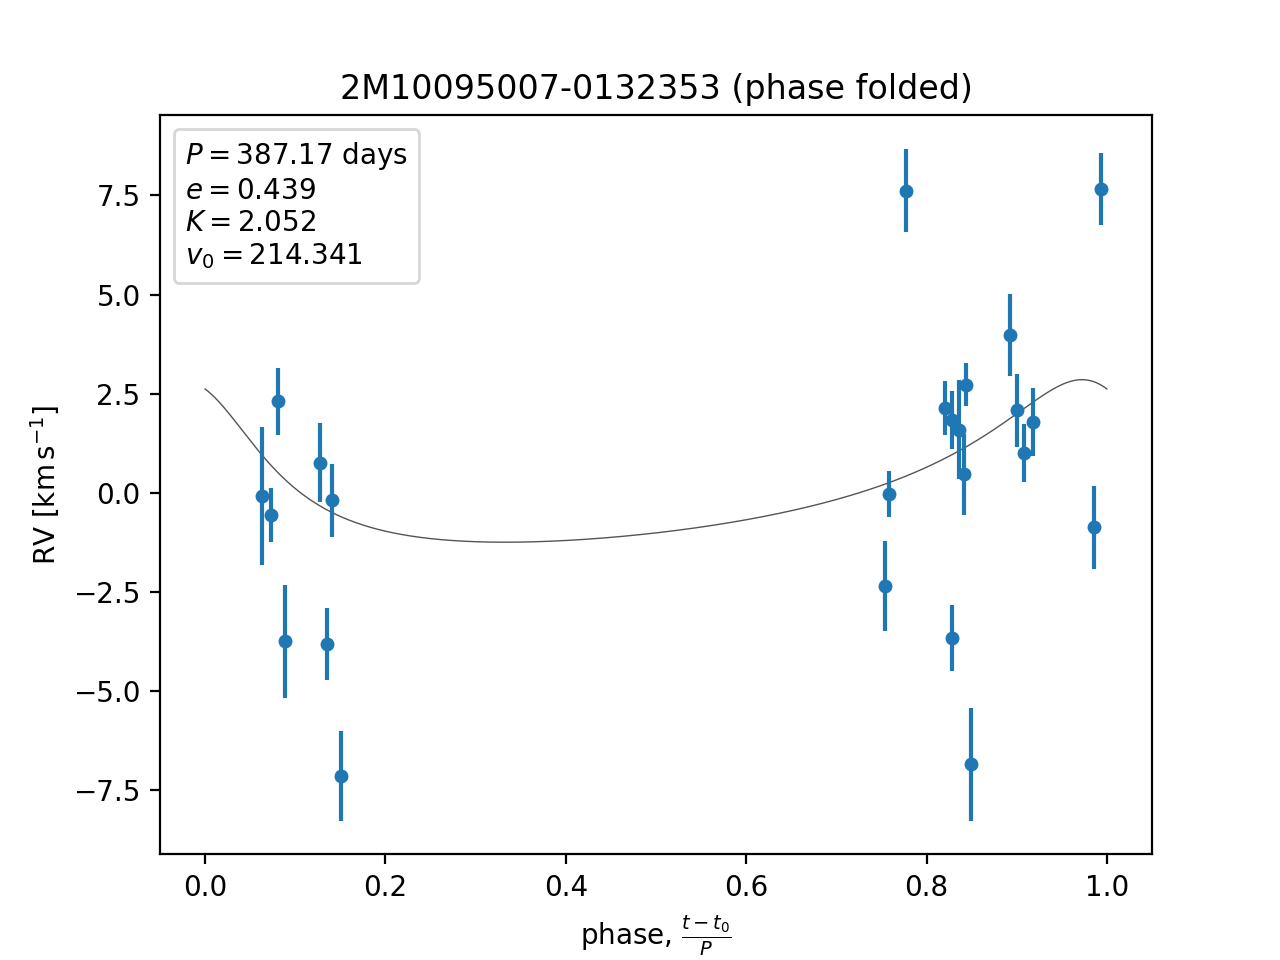 2M10095007-0132353 (phase folded)
P = 387.17 days
e = 0.439
K = 2.052
v₀ = 214.341
7.5
5.0
2.5
0.0
−2.5
−5.0
−7.5
RV [km s⁻¹]
0.0 0.2 0.4 0.6 0.8 1.0
phase, (t − t₀)/P